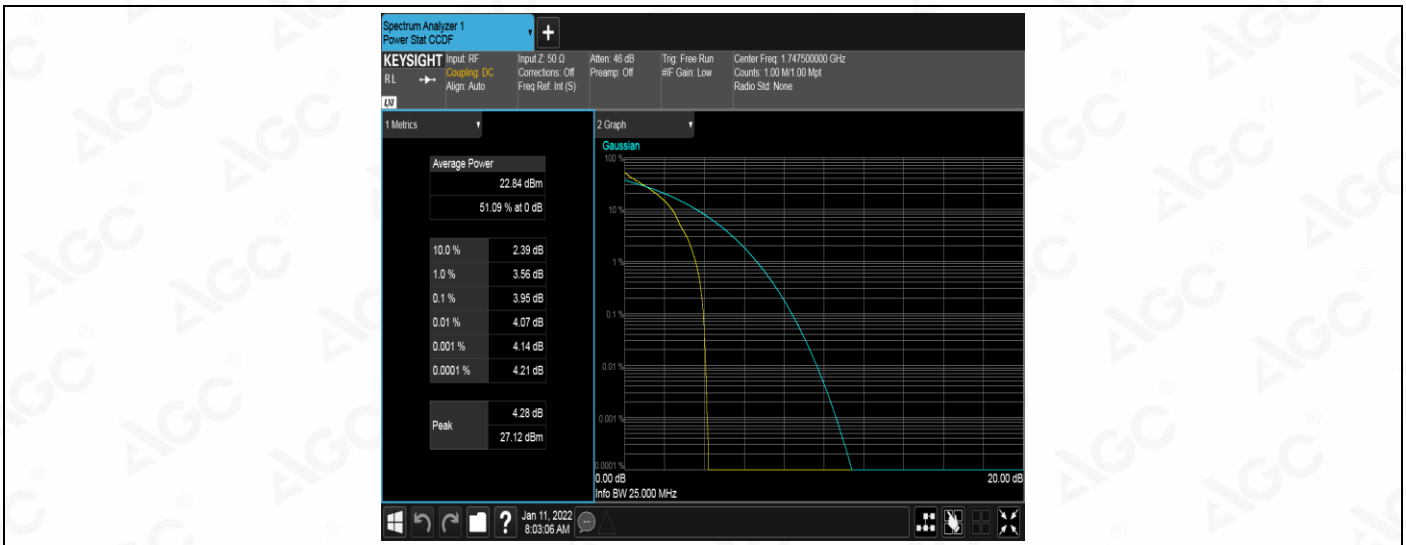 Spectrum Analyzer 1
Power Stat CCDF
+
KEYSIGHT Input: RF Input Z: 50 Ω Atten: 46 dB Trig: Free Run Center Freq: 1.747500000 GHz
RL Coupling: DC Corrections: Off Preamp: Off #IF Gain: Low Counts: 1.00 M/1.00 Mpt
Align: Auto Freq Ref: Int (S) Radio Std: None
LXI
1 Metrics
Average Power
22.84 dBm
51.09 % at 0 dB
10.0 % 2.39 dB
1.0 % 3.56 dB
0.1 % 3.95 dB
0.01 % 4.07 dB
0.001 % 4.14 dB
0.0001 % 4.21 dB
Peak 4.28 dB
27.12 dBm
2 Graph
Gaussian
100 %
10 %
1 %
0.1 %
0.01 %
0.001 %
0.0001 %
0.00 dB 20.00 dB
Info BW 25.000 MHz
? Jan 11, 2022
8:03:06 AM
AGC